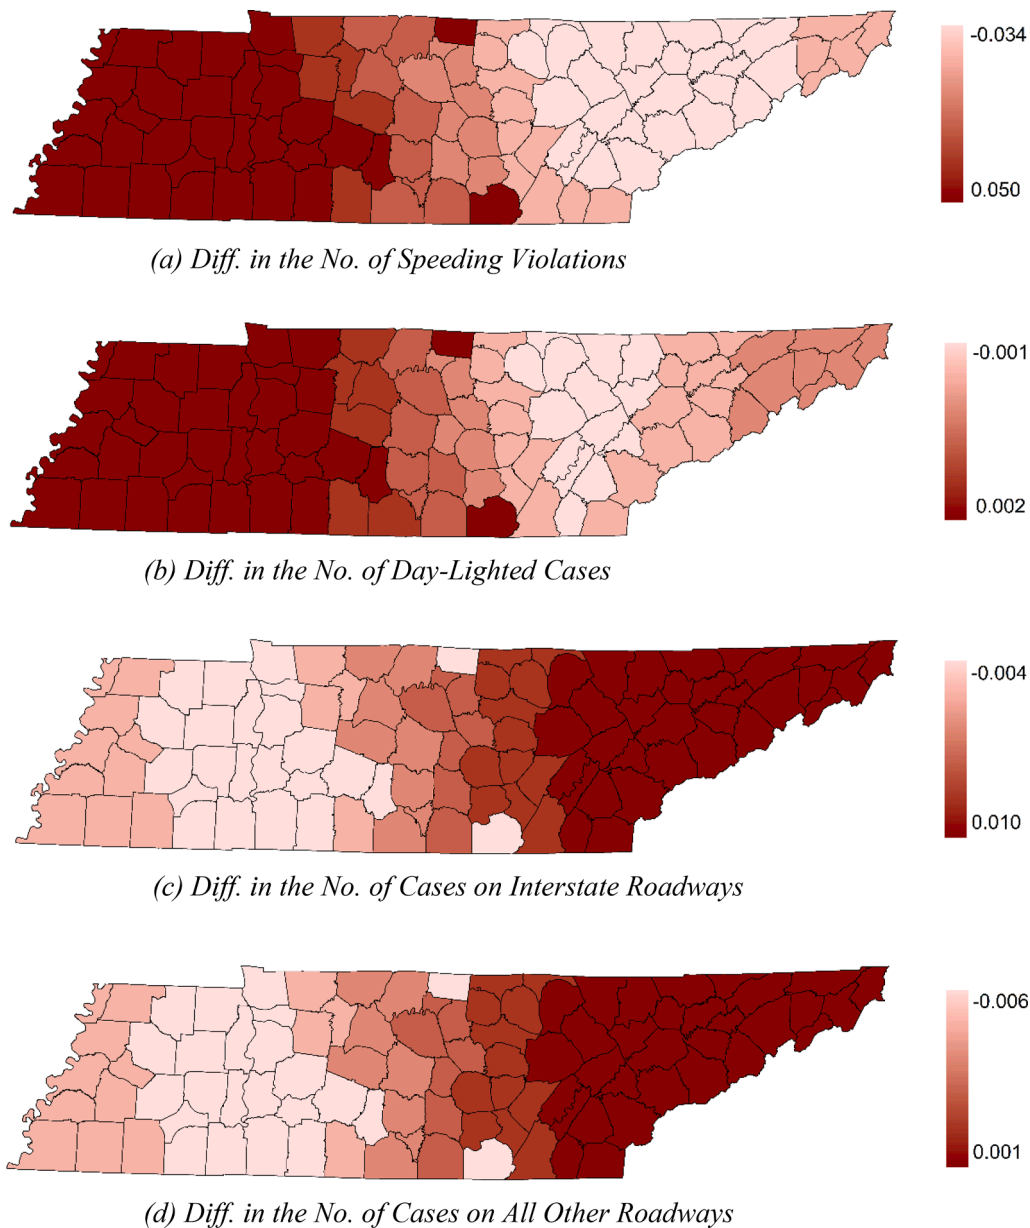 -0.034
0.050
(a) Diff. in the No. of Speeding Violations
-0.001
0.002
(b) Diff. in the No. of Day-Lighted Cases
-0.004
0.010
(c) Diff. in the No. of Cases on Interstate Roadways
-0.006
0.001
(d) Diff. in the No. of Cases on All Other Roadways